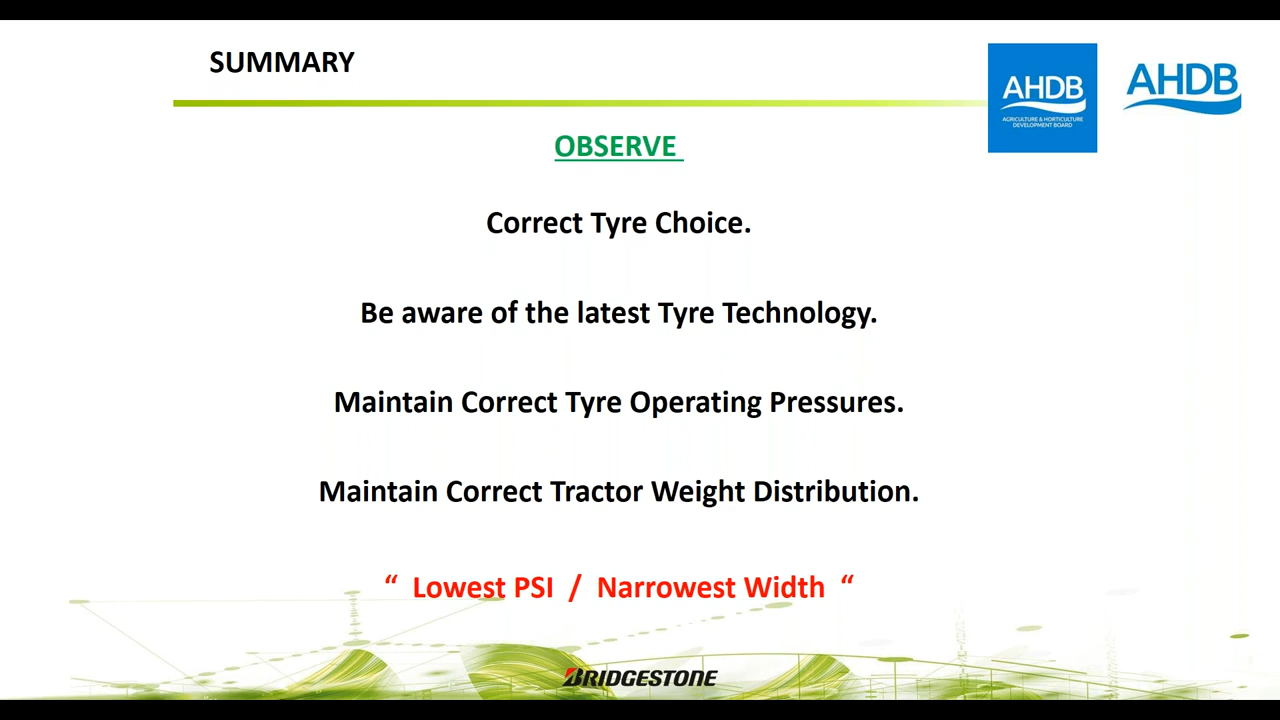 SUMMARY
AHDB
AGRICULTURE & HORTICULTURE
DEVELOPMENT BOARD
AHDB
OBSERVE
Correct Tyre Choice.
Be aware of the latest Tyre Technology.
Maintain Correct Tyre Operating Pressures.
Maintain Correct Tractor Weight Distribution.
“ Lowest PSI / Narrowest Width “
BRIDGESTONE